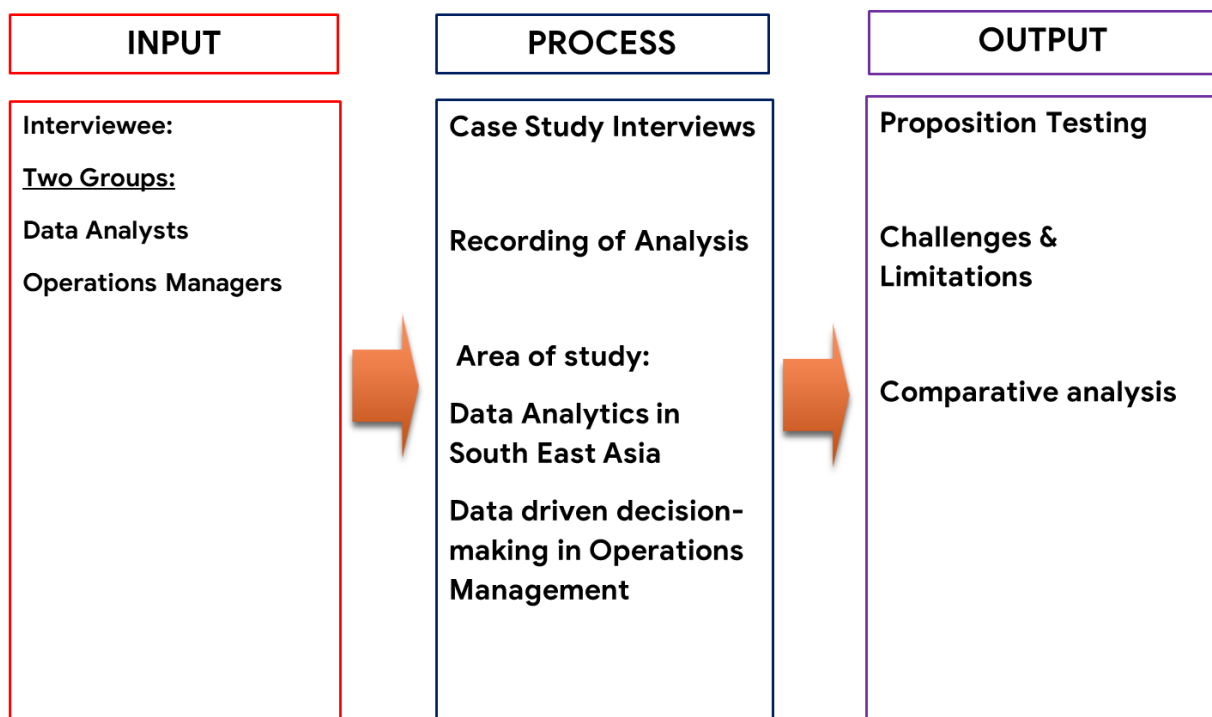 INPUT
Interviewee:
Two Groups:
Data Analysts
Operations Managers
PROCESS
Case Study Interviews
Recording of Analysis
Area of study:
Data Analytics in
South East Asia
Data driven decision-
making in Operations
Management
OUTPUT
Proposition Testing
Challenges &
Limitations
Comparative analysis